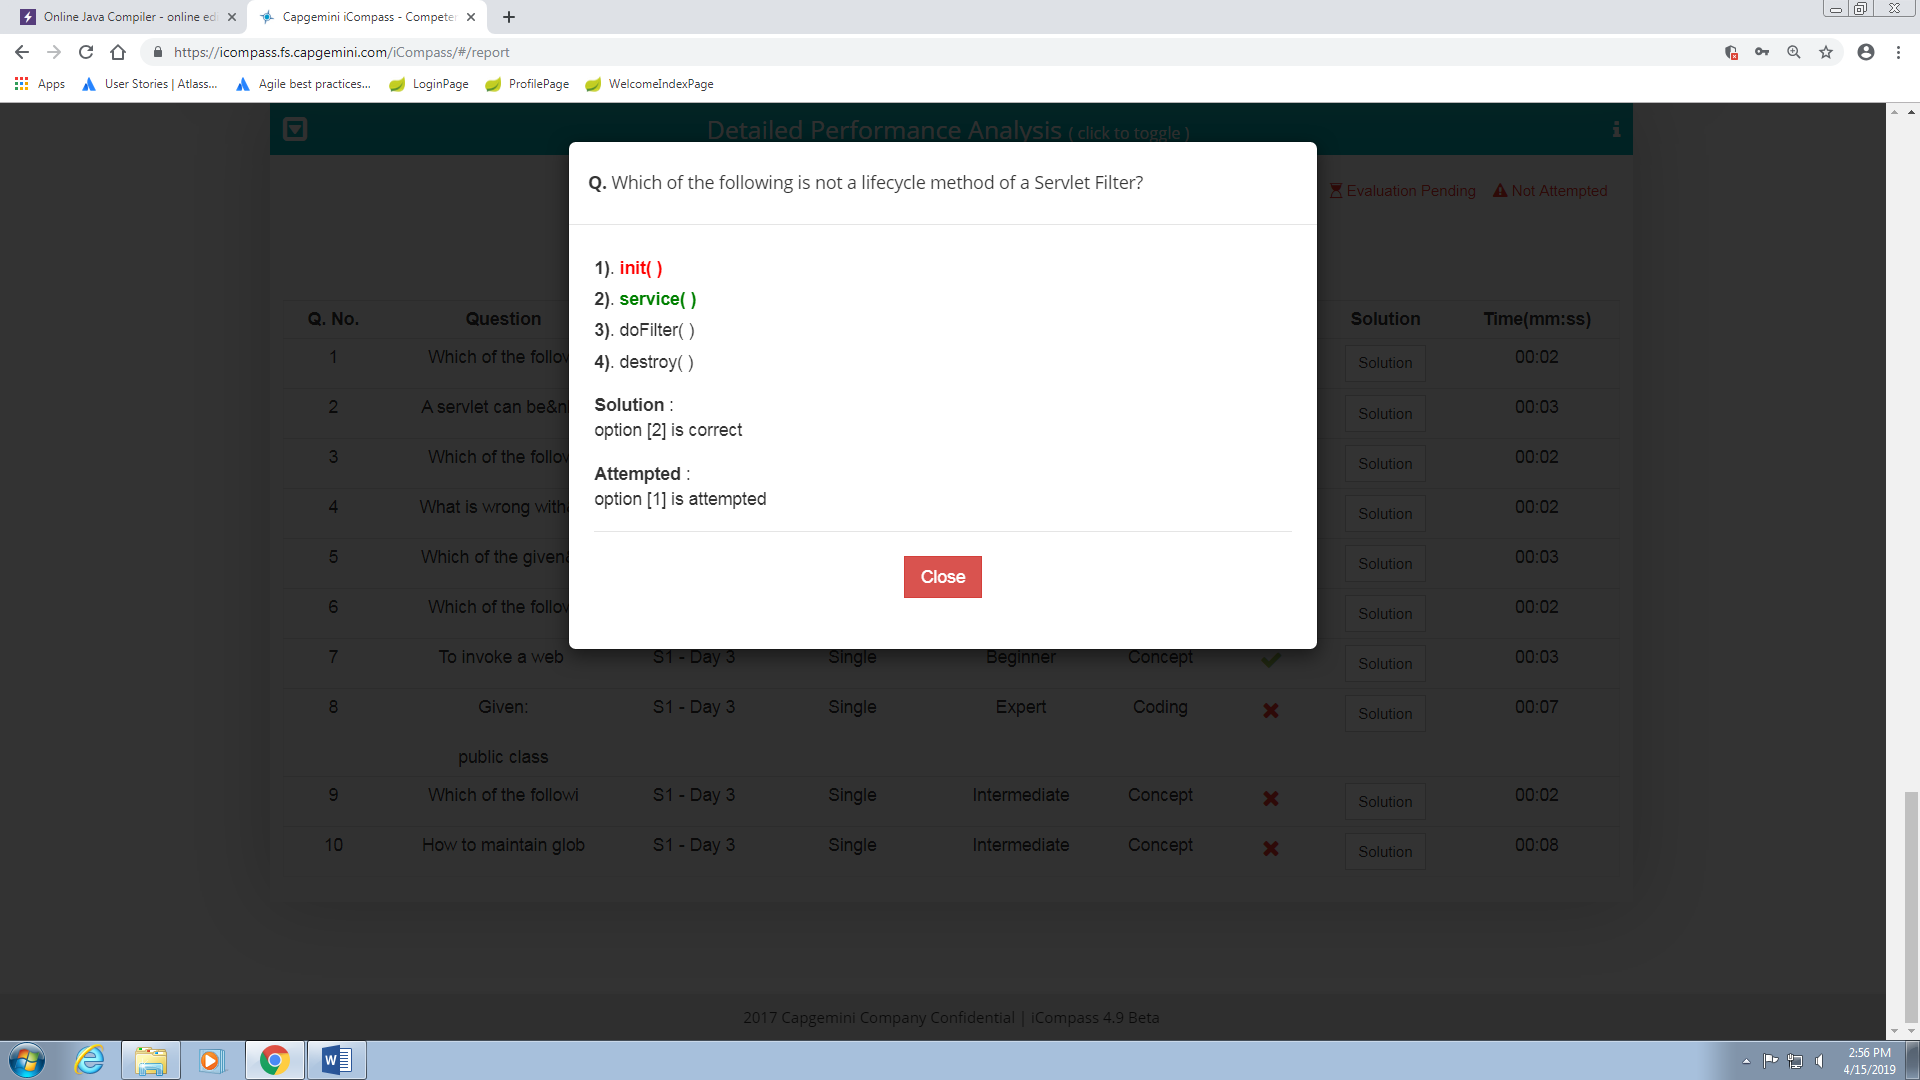 Online Java Compiler - online ed
Capgemini iCompass - Competer
https://icompass.fs.capgemini.com/iCompass/#/report
Apps
User Stories | Atlass...
Agile best practices...
LoginPage
ProfilePage
WelcomeIndexPage
Detailed Performance Analysis ( click to toggle )
Q. Which of the following is not a lifecycle method of a Servlet Filter?
Evaluation Pending
Not Attempted
1). init( )
2). service( )
3). doFilter( )
4). destroy( )
Solution :
option [2] is correct
Attempted :
option [1] is attempted
Close
Q. No. Question Solution Time(mm:ss)
1 Which of the follow Solution 00:02
2 A servlet can be&n Solution 00:03
3 Which of the follow Solution 00:02
4 What is wrong with Solution 00:02
5 Which of the given Solution 00:03
6 Which of the follow Solution 00:02
7 To invoke a web S1 - Day 3 Single Beginner Concept Solution 00:03
8 Given: S1 - Day 3 Single Expert Coding Solution 00:07
public class
9 Which of the followi S1 - Day 3 Single Intermediate Concept Solution 00:02
10 How to maintain glob S1 - Day 3 Single Intermediate Concept Solution 00:08
2017 Capgemini Company Confidential | iCompass 4.9 Beta
2:56 PM
4/15/2019